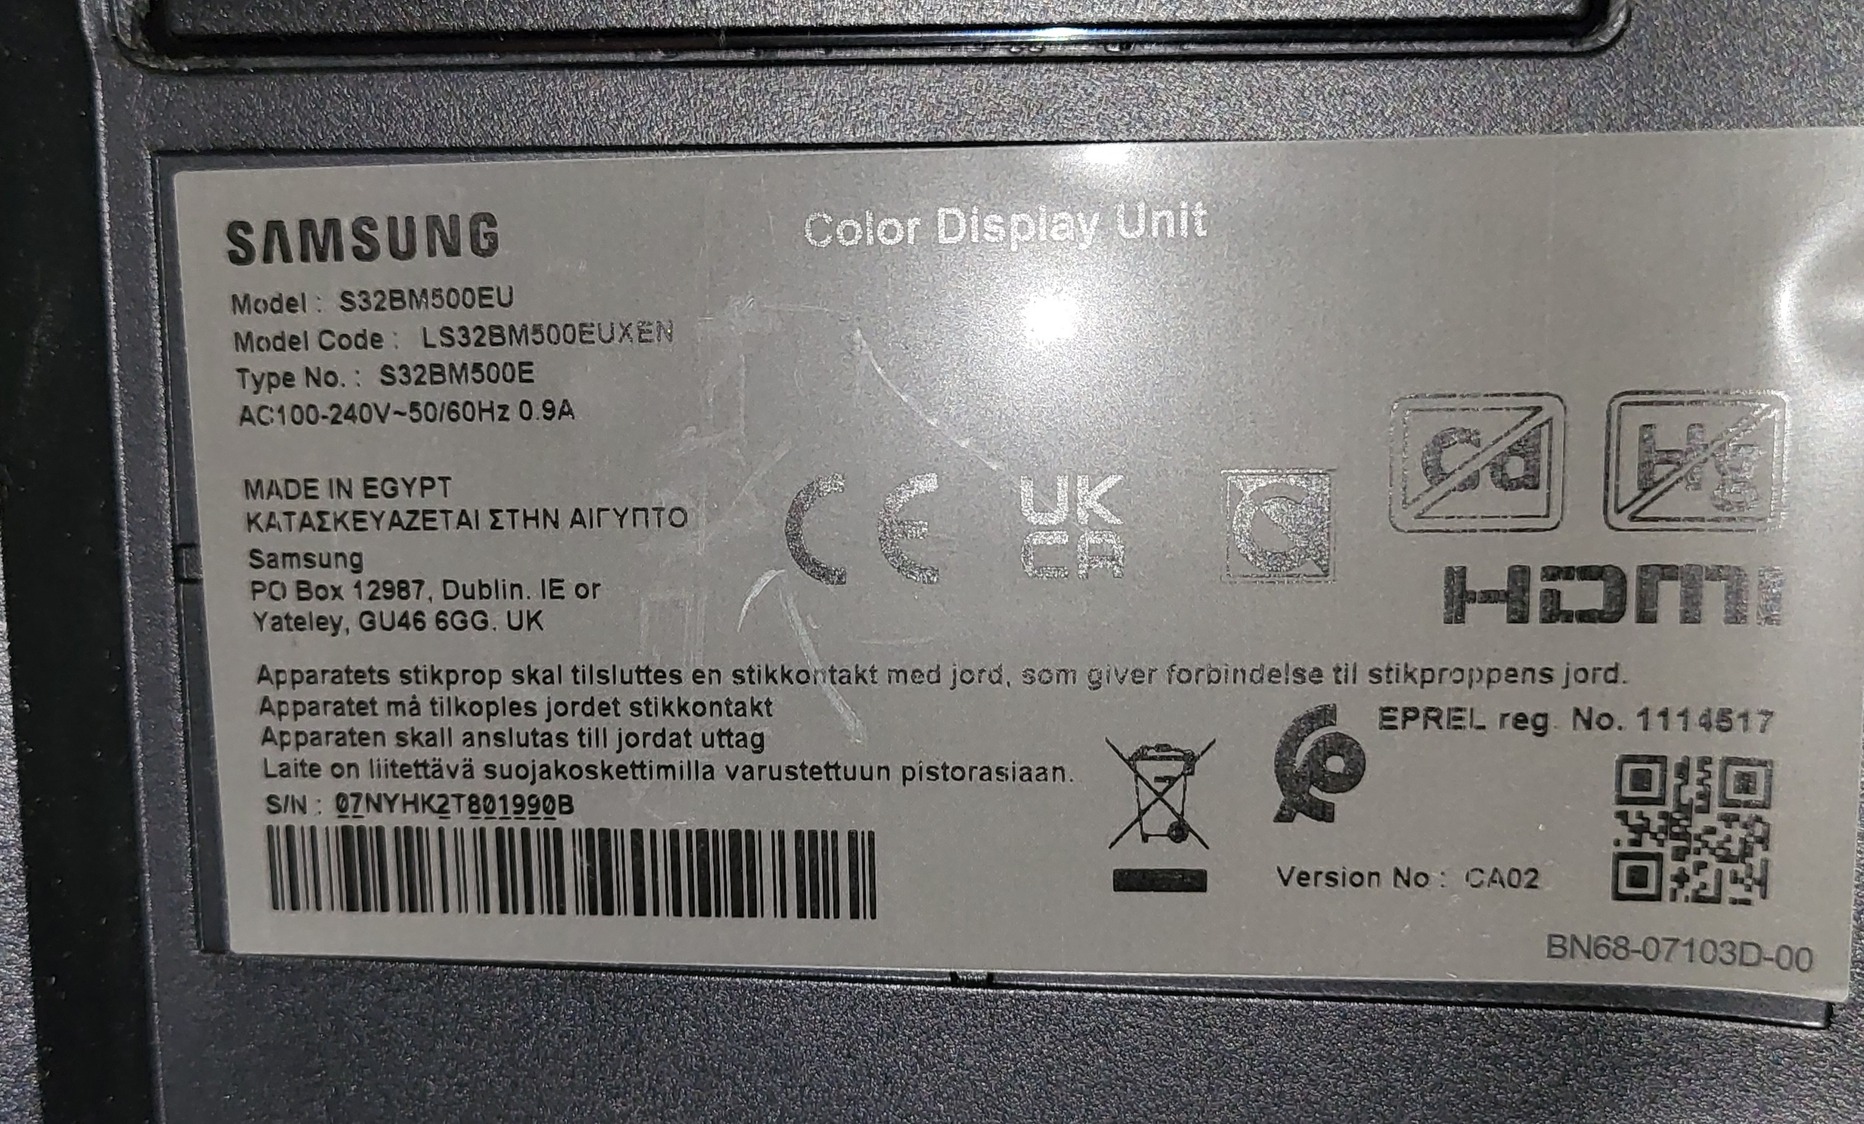 SAMSUNG
Color Display Unit
Model : S32BM500EU
Model Code : LS32BM500EUXEN
Type No. : S32BM500E
AC100-240V~50/60Hz 0.9A
MADE IN EGYPT
ΚΑΤΑΣΚΕΥΑΖΕΤΑΙ ΣΤΗΝ ΑΙΓΥΠΤΟ
Samsung
PO Box 12987, Dublin. IE or
Yateley, GU46 6GG. UK
CE
UK
CA
Cd
Hg
HDMI
Apparatets stikprop skal tilsluttes en stikkontakt med jord, som giver forbindelse til stikproppens jord.
Apparatet må tilkoples jordet stikkontakt
Apparaten skall anslutas till jordat uttag
Laite on liitettävä suojakoskettimilla varustettuun pistorasiaan.
EPREL reg. No. 1114517
S/N : 07NYHK2T801990B
Version No : CA02
BN68-07103D-00